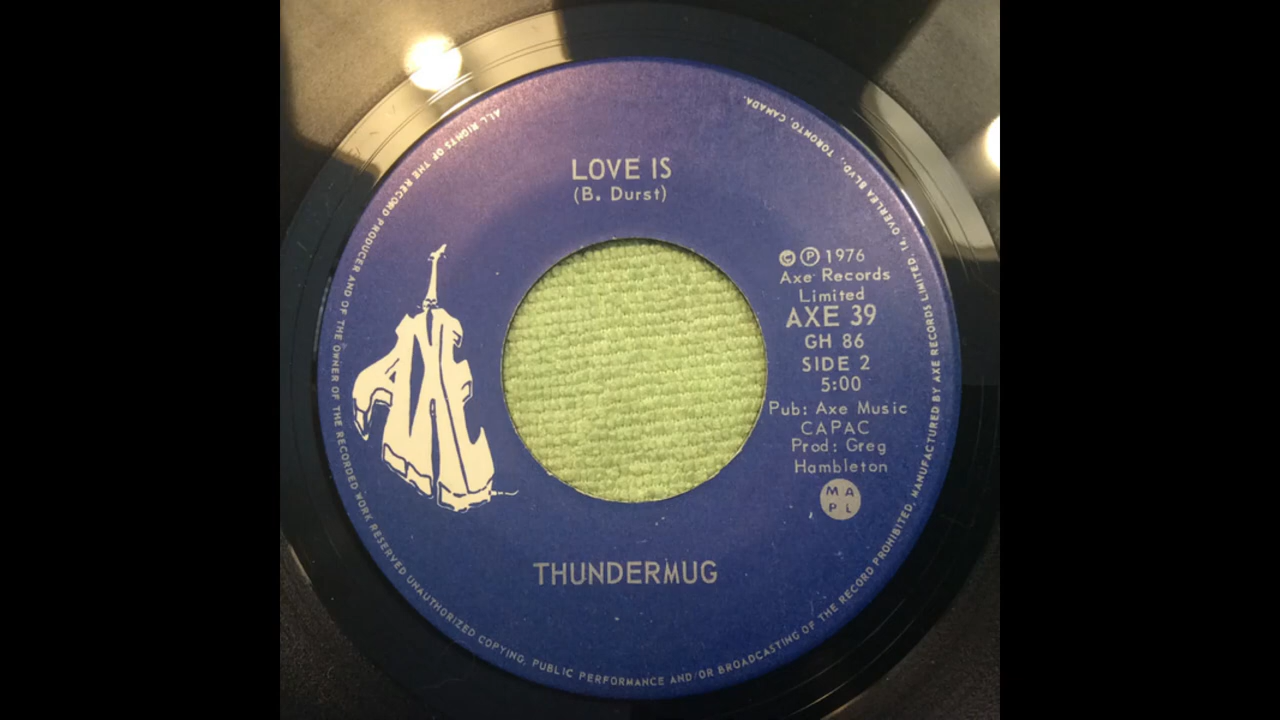 LOVE IS
(B. Durst)
© ℗ 1976
Axe Records
Limited
AXE 39
GH 86
SIDE 2
5:00
Pub: Axe Music
CAPAC
Prod: Greg
Hambleton
M A
P L
AXE
THUNDERMUG
ALL RIGHTS OF THE RECORD PRODUCER AND OF THE OWNER OF THE RECORDED WORK RESERVED UNAUTHORIZED COPYING, PUBLIC PERFORMANCE AND/OR BROADCASTING OF THE RECORD PROHIBITED, MANUFACTURED BY AXE RECORDS LIMITED, 14, OVERLEA BLVD., TORONTO, CANADA.